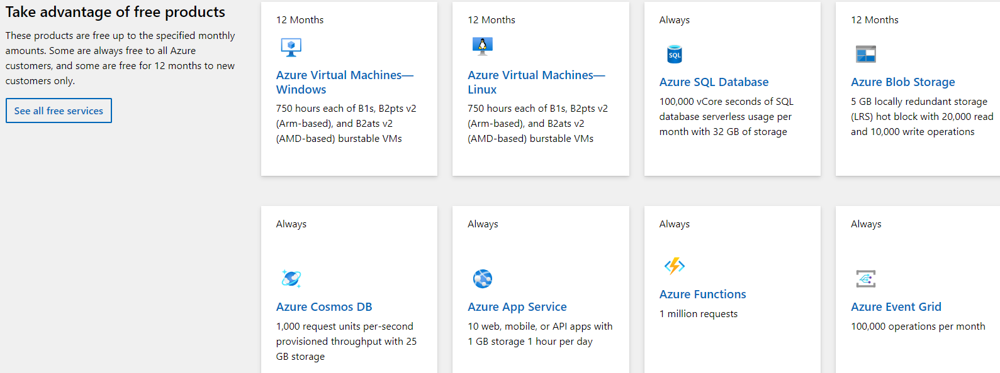 Take advantage of free products
These products are free up to the specified monthly
amounts. Some are always free to all Azure
customers, and some are free for 12 months to new
customers only.
See all free services
12 Months
Azure Virtual Machines—
Windows
750 hours each of B1s, B2pts v2
(Arm-based), and B2ats v2
(AMD-based) burstable VMs
12 Months
Azure Virtual Machines—
Linux
750 hours each of B1s, B2pts v2
(Arm-based), and B2ats v2
(AMD-based) burstable VMs
Always
SQL
Azure SQL Database
100,000 vCore seconds of SQL
database serverless usage per
month with 32 GB of storage
12 Months
Azure Blob Storage
5 GB locally redundant storage
(LRS) hot block with 20,000 read
and 10,000 write operations
Always
Azure Cosmos DB
1,000 request units per-second
provisioned throughput with 25
GB storage
Always
Azure App Service
10 web, mobile, or API apps with
1 GB storage 1 hour per day
Always
Azure Functions
1 million requests
Always
Azure Event Grid
100,000 operations per month